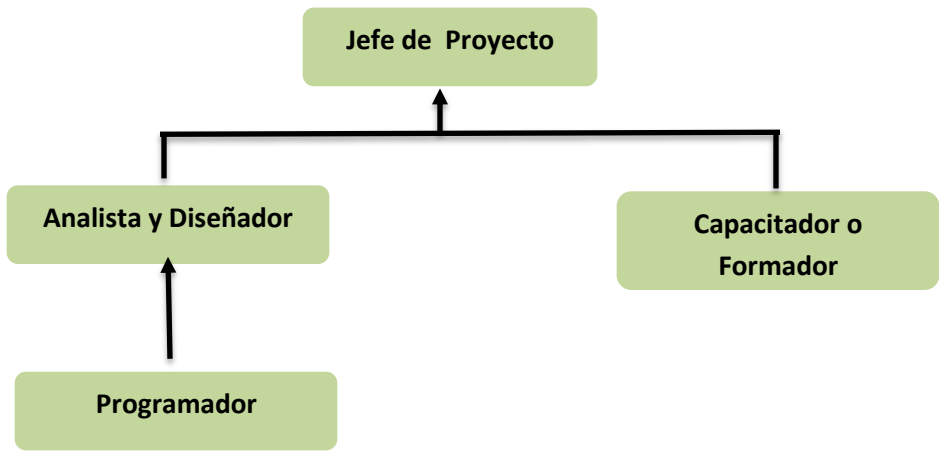 Jefe de  Proyecto
Analista y Diseñador
Capacitador o
Formador
Programador